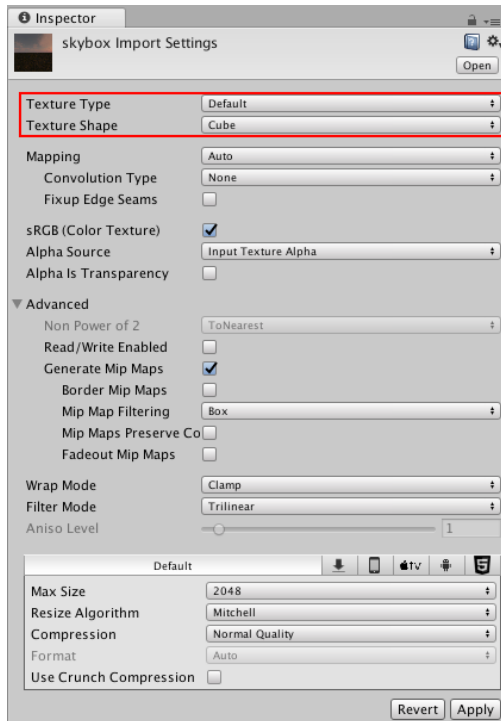 Inspector
skybox Import Settings
Open
Texture Type Default
Texture Shape Cube
Mapping Auto
Convolution Type None
Fixup Edge Seams
sRGB (Color Texture)
Alpha Source Input Texture Alpha
Alpha Is Transparency
Advanced
Non Power of 2 ToNearest
Read/Write Enabled
Generate Mip Maps
Border Mip Maps
Mip Map Filtering Box
Mip Maps Preserve Co
Fadeout Mip Maps
Wrap Mode Clamp
Filter Mode Trilinear
Aniso Level 1
Default tv
Max Size 2048
Resize Algorithm Mitchell
Compression Normal Quality
Format Auto
Use Crunch Compression
Revert Apply